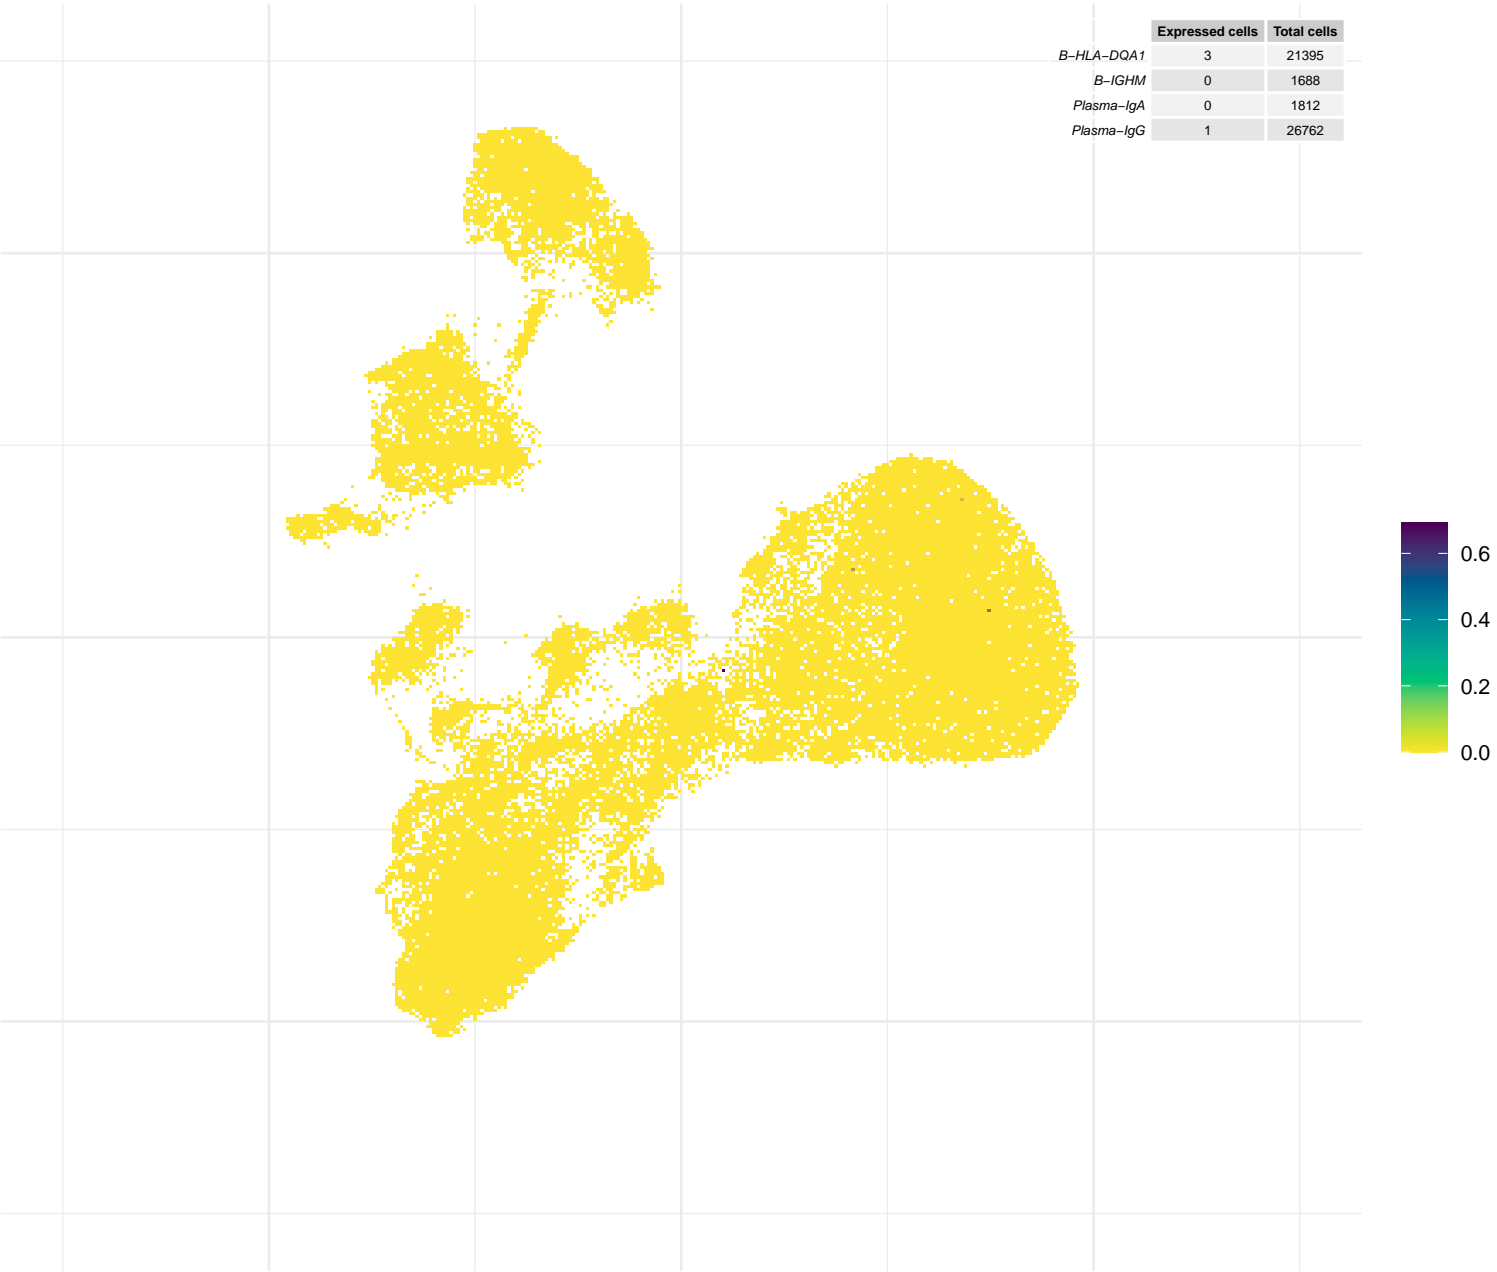 Expressed cells Total cells
B−HLA−DQA1 3 21395
B−IGHM 0 1688
Plasma−IgA 0 1812
Plasma−IgG 1 26762
0.6
0.4
0.2
0.0